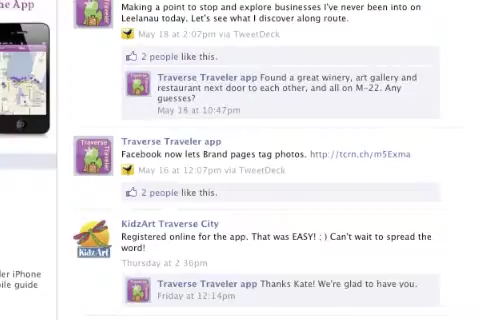 ne App
Making a point to stop and explore businesses I've never been into on
Leelanau today. Let's see what I discover along route.
May 18 at 2:07pm via TweetDeck
2 people like this.
Traverse Traveler app Found a great winery, art gallery and
restaurant next door to each other, and all on M-22. Any
guesses?
May 18 at 10:47pm
Traverse
Traveler
Traverse Traveler app
Facebook now lets Brand pages tag photos. http://tcrn.ch/m5Exma
May 16 at 12:07pm via TweetDeck
2 people like this.
KidzArt
KidzArt Traverse City
Registered online for the app. That was EASY! : ) Can't wait to spread the
word!
Thursday at 2:36pm
Traverse Traveler app Thanks Kate! We're glad to have you.
Friday at 12:14pm
der iPhone
bile guide